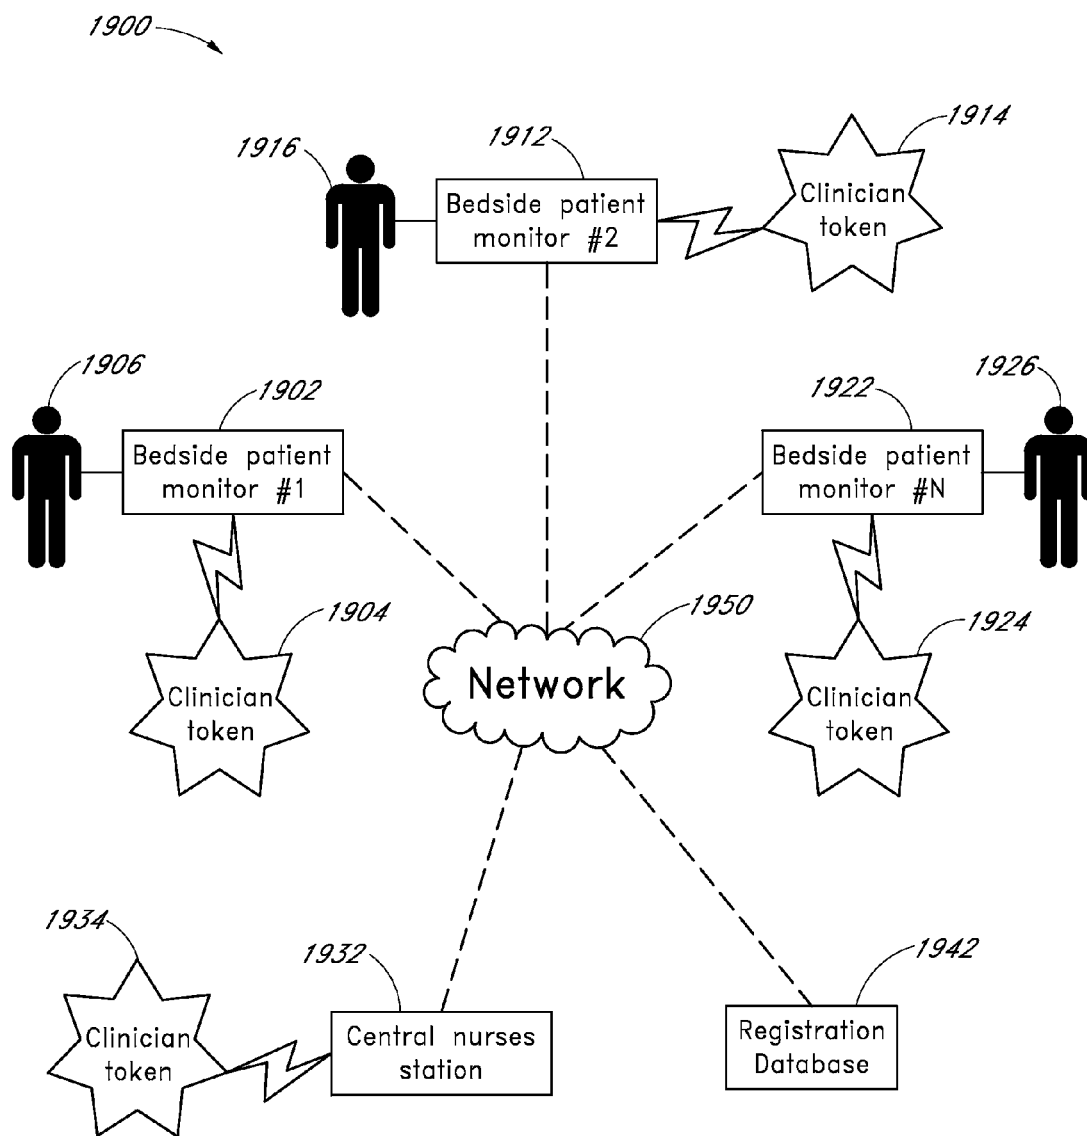 1900
1916
1912
1914
Bedside patient
monitor #2
Clinician
token
1906
1902
1922
1926
Bedside patient
monitor #1
Bedside patient
monitor #N
1904
1950
1924
Clinician
token
Network
Clinician
token
1934
1932
1942
Clinician
token
Central nurses
station
Registration
Database